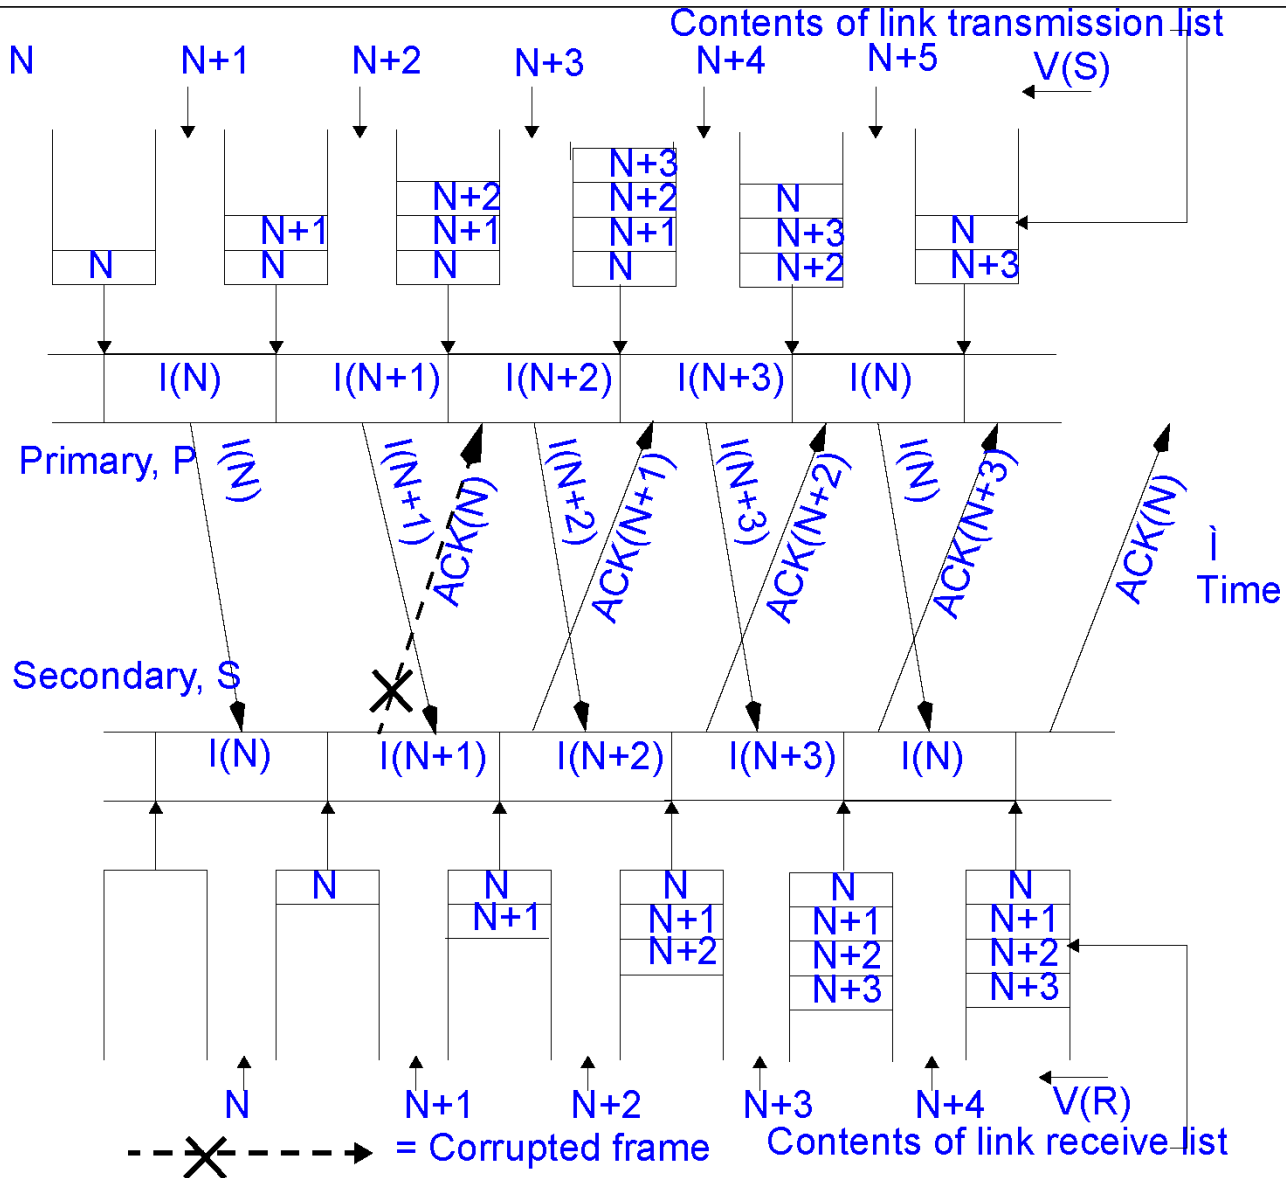 Contents of link transmission list
N N+1 N+2 N+3 N+4 N+5 V(S)
N+3
N+2 N+2 N
N+1 N+1 N+1 N+3 N
N N N N N+2 N+3
I(N) I(N+1) I(N+2) I(N+3) I(N)
Primary, P
I(N) I(N+1) ACK(N) I(N+2) ACK(N+1) I(N+3) ACK(N+2) I(N) ACK(N+3) ACK(N)
Ì
Time
Secondary, S
I(N) I(N+1) I(N+2) I(N+3) I(N)
N N N N N
N+1 N+1 N+1 N+1
N+2 N+2 N+2
N+3 N+3
N N+1 N+2 N+3 N+4 V(R)
= Corrupted frame
Contents of link receive list